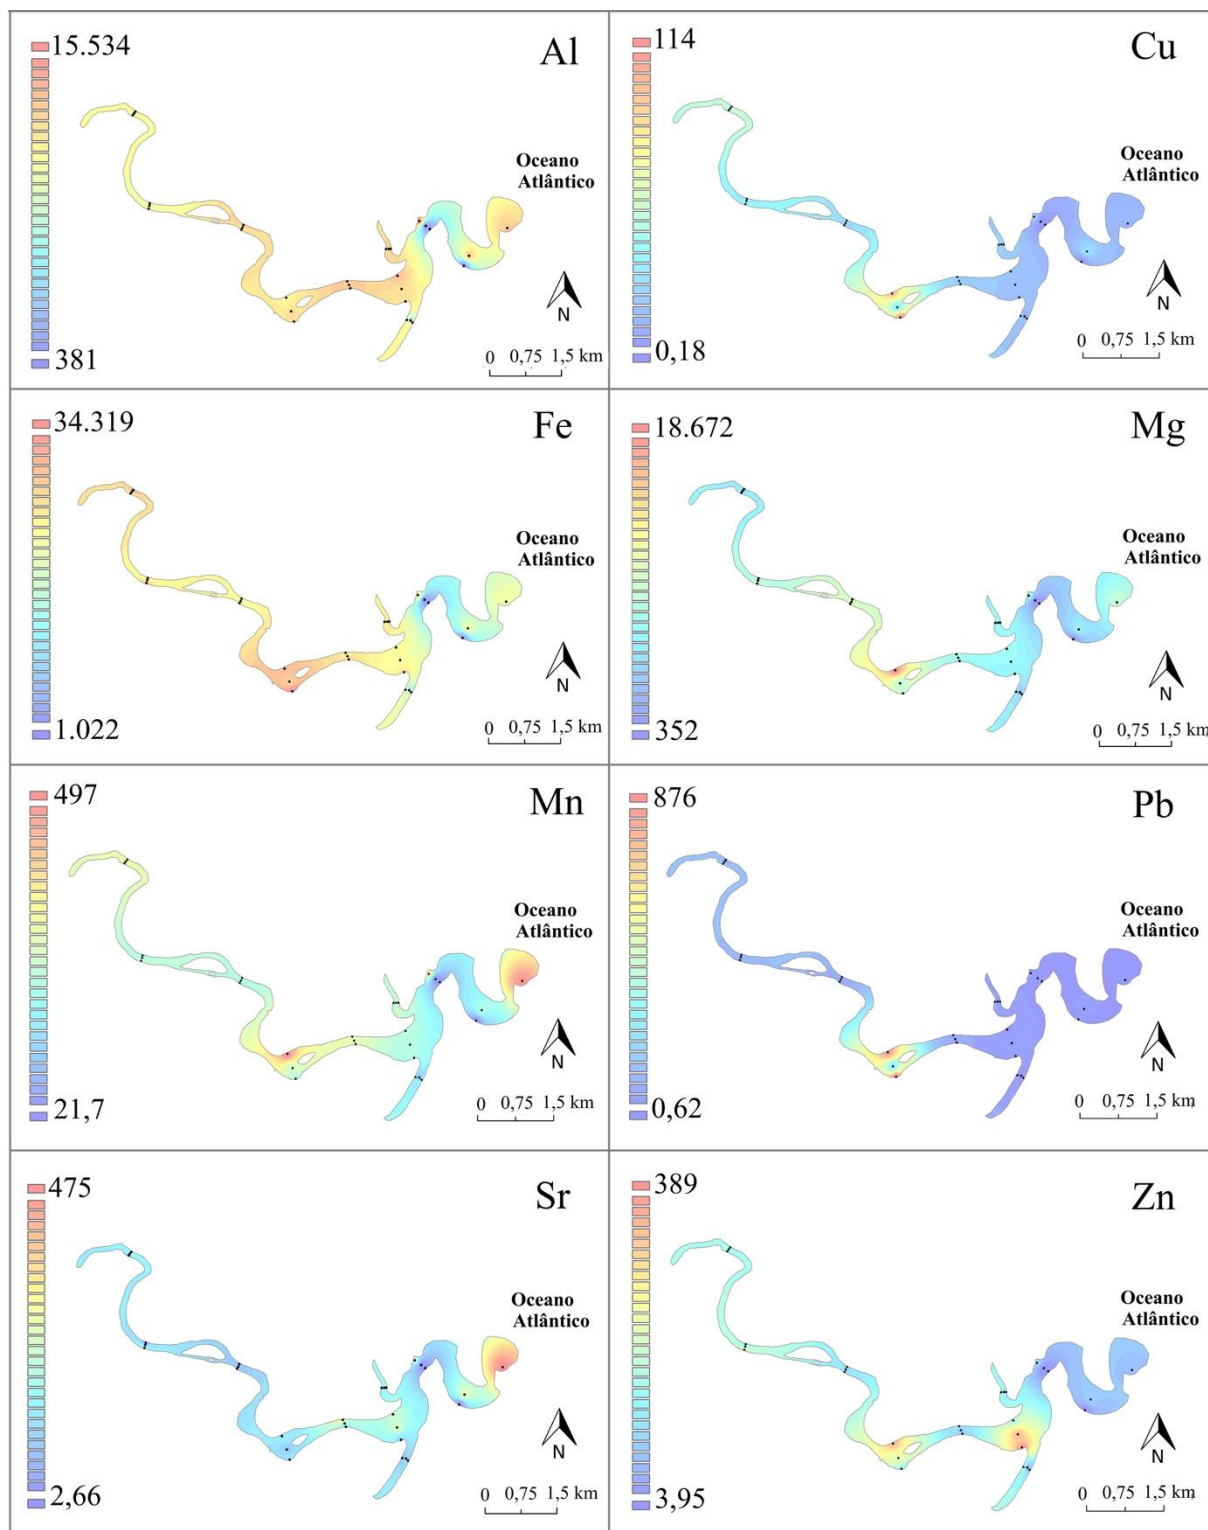 15.534
Al
Oceano
Atlântico
N
381
0 0,75 1,5 km
114
Cu
Oceano
Atlântico
N
0,18
0 0,75 1,5 km
34.319
Fe
Oceano
Atlântico
N
1.022
0 0,75 1,5 km
18.672
Mg
Oceano
Atlântico
N
352
0 0,75 1,5 km
497
Mn
Oceano
Atlântico
N
21,7
0 0,75 1,5 km
876
Pb
Oceano
Atlântico
N
0,62
0 0,75 1,5 km
475
Sr
Oceano
Atlântico
N
2,66
0 0,75 1,5 km
389
Zn
Oceano
Atlântico
N
3,95
0 0,75 1,5 km